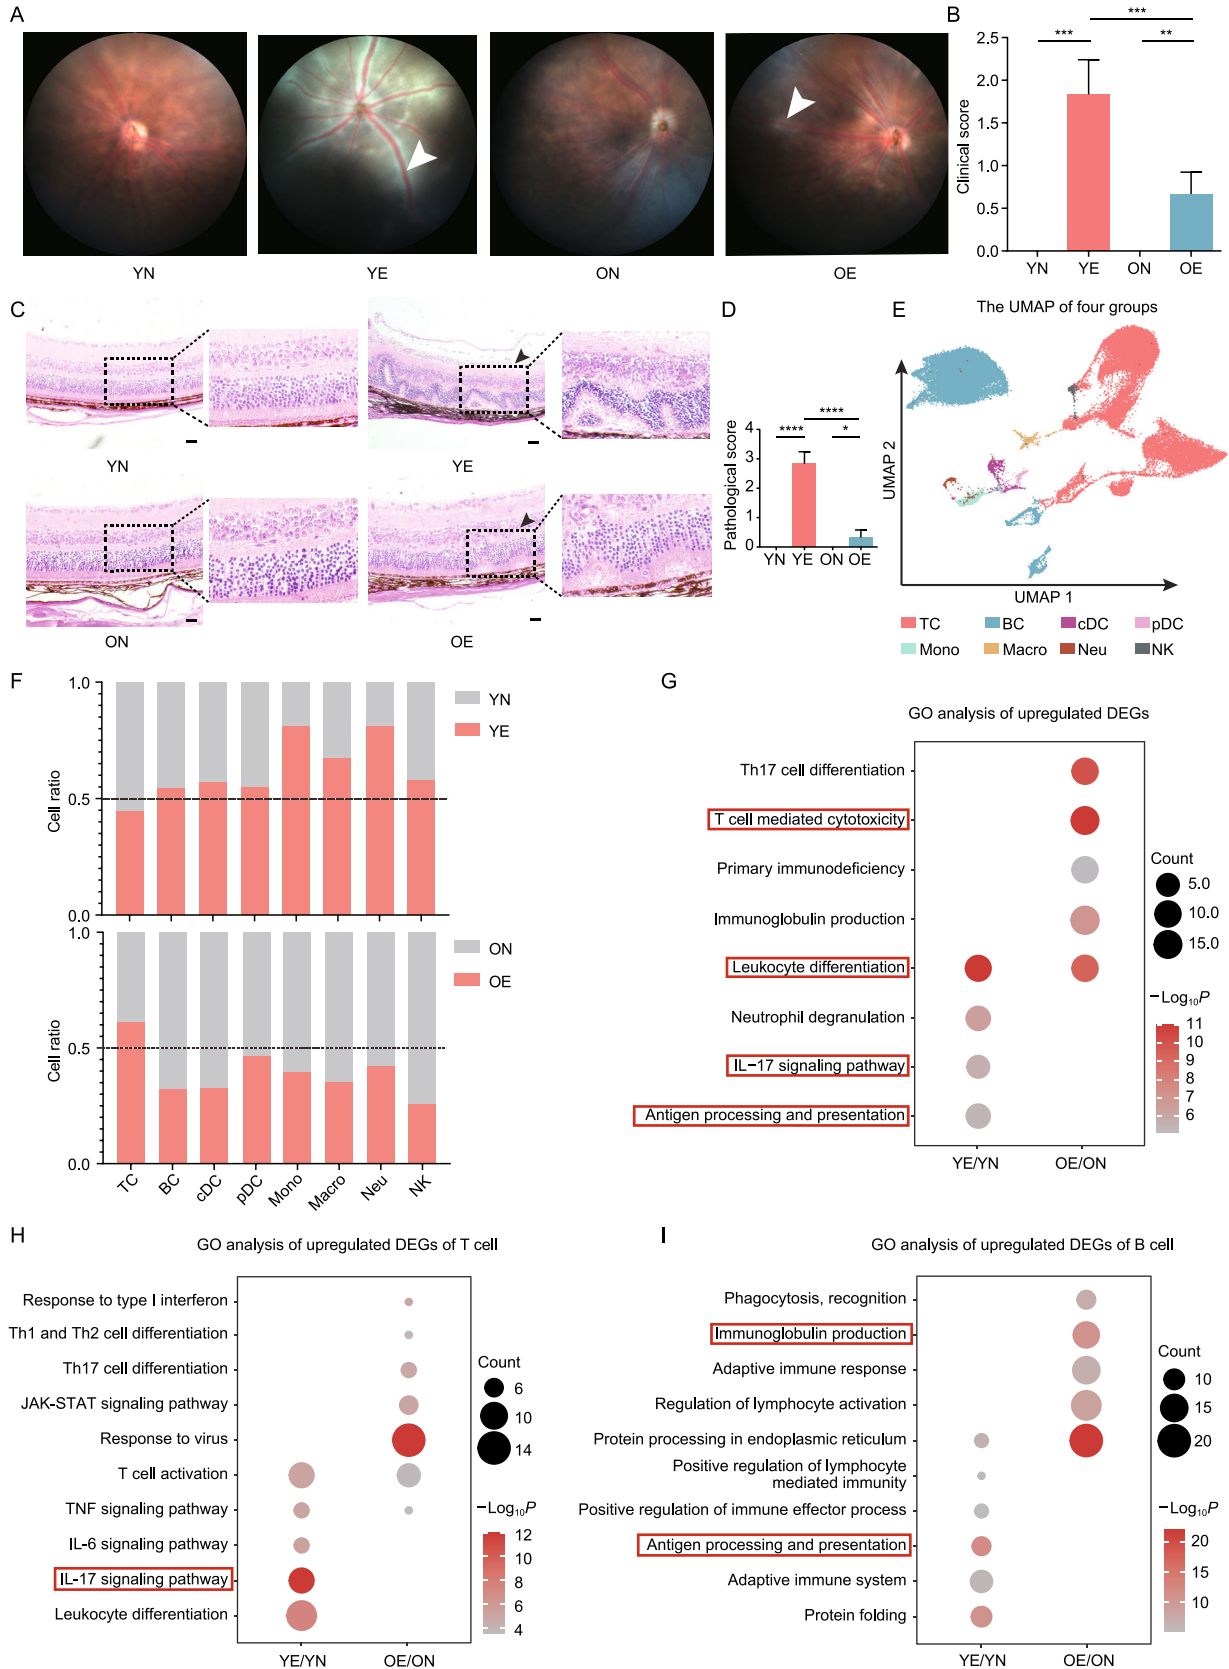 A
YN
YE
ON
OE
B
***
***
**
Clinical score
2.5
2.0
1.5
1.0
0.5
0.0
YN
YE
ON
OE
C
YN
YE
ON
OE
D
****
****
*
Pathological score
4
3
2
1
0
YN
YE
ON
OE
E
The UMAP of four groups
UMAP 2
UMAP 1
TC
BC
cDC
pDC
Mono
Macro
Neu
NK
F
Cell ratio
1.0
0.5
0.0
YN
YE
Cell ratio
1.0
0.5
0.0
ON
OE
TC
BC
cDC
pDC
Mono
Macro
Neu
NK
G
GO analysis of upregulated DEGs
Th17 cell differentiation
T cell mediated cytotoxicity
Primary immunodeficiency
Immunoglobulin production
Leukocyte differentiation
Neutrophil degranulation
IL−17 signaling pathway
Antigen processing and presentation
YE/YN
OE/ON
Count
5.0
10.0
15.0
−Log10P
11
10
9
8
7
6
H
GO analysis of upregulated DEGs of T cell
Response to type I interferon
Th1 and Th2 cell differentiation
Th17 cell differentiation
JAK-STAT signaling pathway
Response to virus
T cell activation
TNF signaling pathway
IL-6 signaling pathway
IL-17 signaling pathway
Leukocyte differentiation
YE/YN
OE/ON
Count
6
10
14
−Log10P
12
10
8
6
4
I
GO analysis of upregulated DEGs of B cell
Phagocytosis, recognition
Immunoglobulin production
Adaptive immune response
Regulation of lymphocyte activation
Protein processing in endoplasmic reticulum
Positive regulation of lymphocyte
mediated immunity
Positive regulation of immune effector process
Antigen processing and presentation
Adaptive immune system
Protein folding
YE/YN
OE/ON
Count
10
15
20
−Log10P
20
15
10